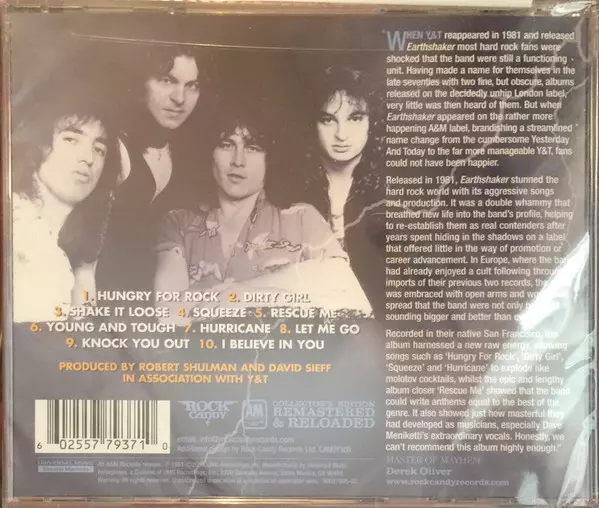 WHEN Y&T reappeared in 1981 and released
Earthshaker most hard rock fans were
shocked that the band were still a functioning
unit. Having made a name for themselves in the
late seventies with two fine, but obscure, albums
released on the decidedly unhip London label,
very little was then heard of them. But when
Earthshaker appeared on the rather more
happening A&M label, brandishing a streamlined
name change from the cumbersome Yesterday
And Today to the far more manageable Y&T, fans
could not have been happier.
Released in 1981, Earthshaker stunned the
hard rock world with its aggressive songs
and production. It was a double whammy that
breathed new life into the band's profile, helping
to re-establish them as real contenders after
years spent hiding in the shadows on a label
that offered little in the way of promotion or
career advancement. In Europe, where the band
had already enjoyed a cult following through
imports of their previous two records, the
was embraced with open arms and
spread that the band were not only
sounding bigger and better than
Recorded in their native San Francisco, the
album harnessed a new raw energy, allowing
songs such as 'Hungry For Rock', 'Dirty Girl',
'Squeeze' and 'Hurricane' to explode like
molotov cocktails, whilst the epic and lengthy
album closer 'Rescue Me' showed that the band
could write anthems equal to the best of the
genre. It also showed just how masterful they
had developed as musicians, especially Dave
Meniketti's extraordinary vocals. Honestly, we
can't recommend this album highly enough."
MASTER OF MAYHEM
Derek Oliver
www.rockcandyrecords.com
1. HUNGRY FOR ROCK 2. DIRTY GIRL
3. SHAKE IT LOOSE 4. SQUEEZE 5. RESCUE ME
6. YOUNG AND TOUGH 7. HURRICANE 8. LET ME GO
9. KNOCK YOU OUT 10. I BELIEVE IN YOU
PRODUCED BY ROBERT SHULMAN AND DAVID SIEFF
IN ASSOCIATION WITH Y&T
ROCK CANDY
A&M
COLLECTOR'S EDITION
REMASTERED
& RELOADED
6 02557 79371 0
UNIVERSAL MUSIC